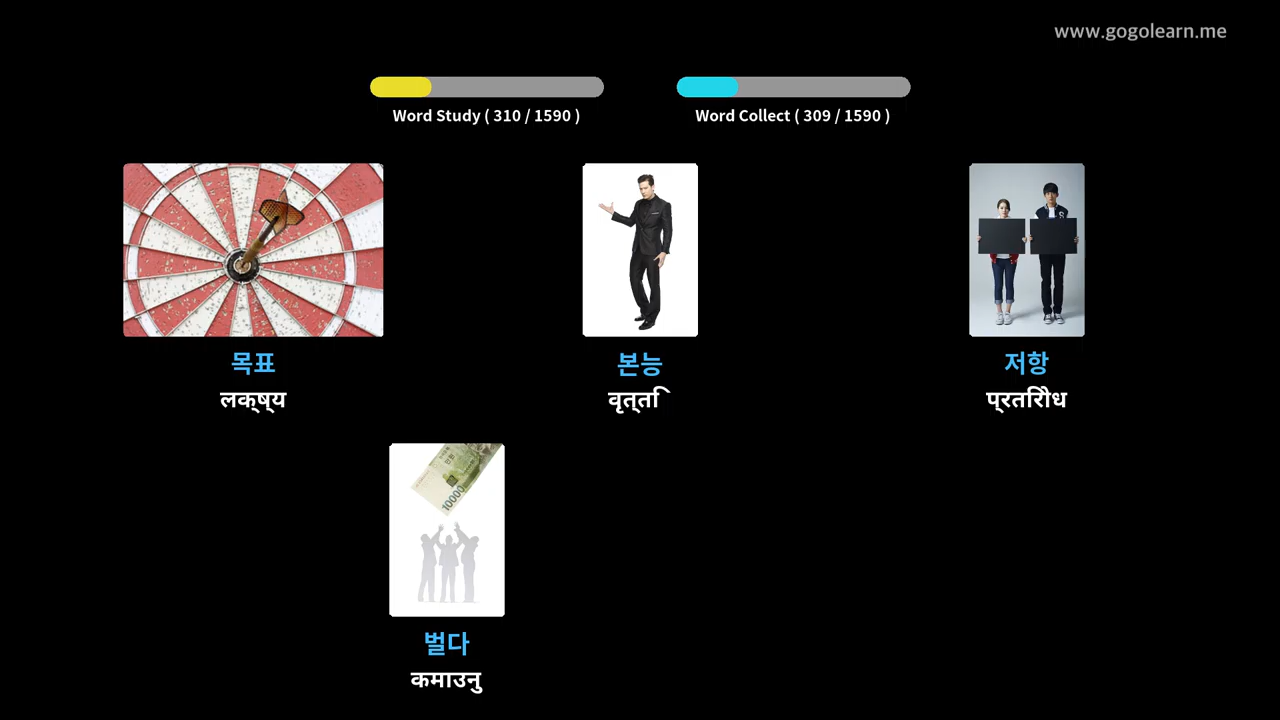 www.gogolearn.me
Word Study ( 310 / 1590 )
Word Collect ( 309 / 1590 )
목표
लक्ष्य
본능
वृत्ति
저항
प्रतिरोध
10000
벌다
कमाउनु